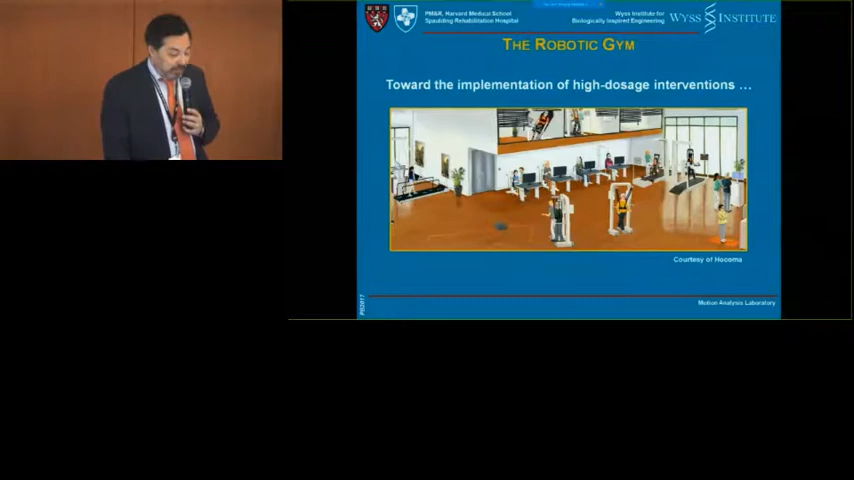 PM&R, Harvard Medical School
Spaulding Rehabilitation Hospital
Wyss Institute for
Biologically Inspired Engineering
WYSS INSTITUTE
THE ROBOTIC GYM
Toward the implementation of high-dosage interventions ...
Courtesy of Hocoma
Motion Analysis Laboratory